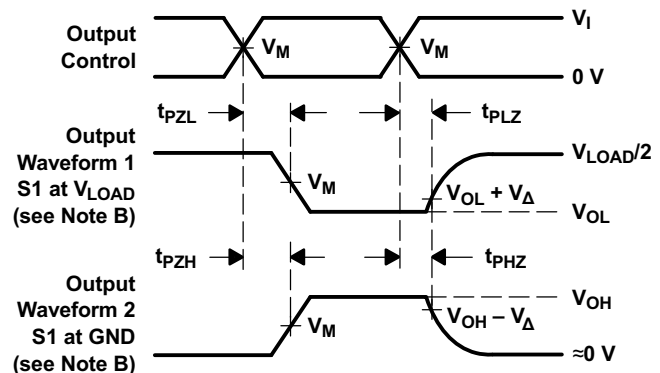 Output
Control
V_I
V_M
V_M
0 V
t_PZL
t_PLZ
Output
Waveform 1
S1 at V_LOAD
(see Note B)
V_LOAD/2
V_M
V_OL + V_Δ
V_OL
t_PZH
t_PHZ
Output
Waveform 2
S1 at GND
(see Note B)
V_OH
V_M
V_OH – V_Δ
≈0 V